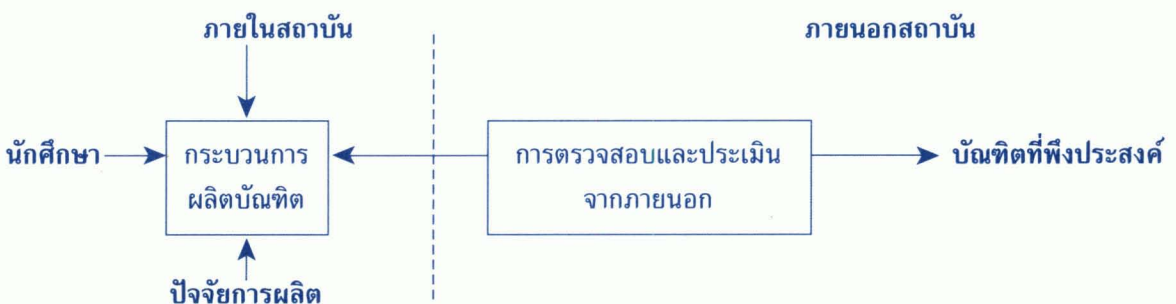 ภายในสถาบัน
ภายนอกสถาบัน
นักศึกษา
กระบวนการ
ผลิตบัณฑิต
การตรวจสอบและประเมิน
จากภายนอก
บัณฑิตที่พึงประสงค์
ปัจจัยการผลิต